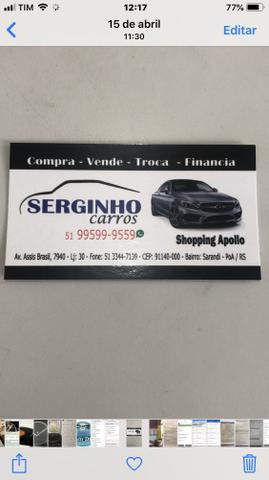 TIM
12:17
77%
15 de abril
11:30
Editar
Compra - Vende - Troca - Financia
SERGINHO
carros
51 99599-9559
Shopping Apollo
Av. Assis Brasil, 7940 - Lj: 30 - Fone: 51 3344-7139 - CEP: 91140-000 - Bairro: Sarandi - PoA / RS